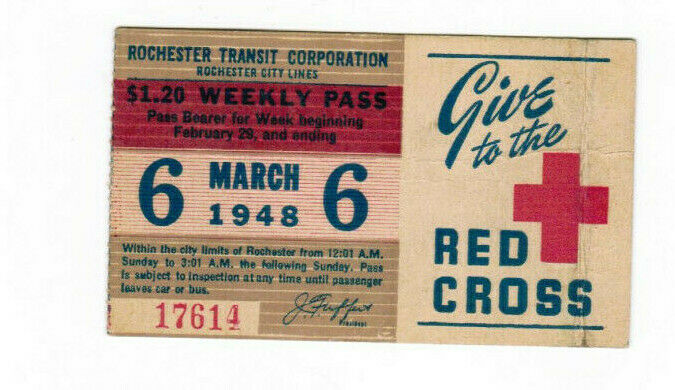 ROCHESTER TRANSIT CORPORATION
ROCHESTER CITY LINES
$1.20 WEEKLY PASS
Pass Bearer for Week beginning
February 29, and ending
6 MARCH 6
1948
Within the city limits of Rochester from 12:01 A.M.
Sunday to 3:01 A.M. the following Sunday. Pass
is subject to inspection at any time until passenger
leaves car or bus.
17614
President
Give
to the
RED
CROSS